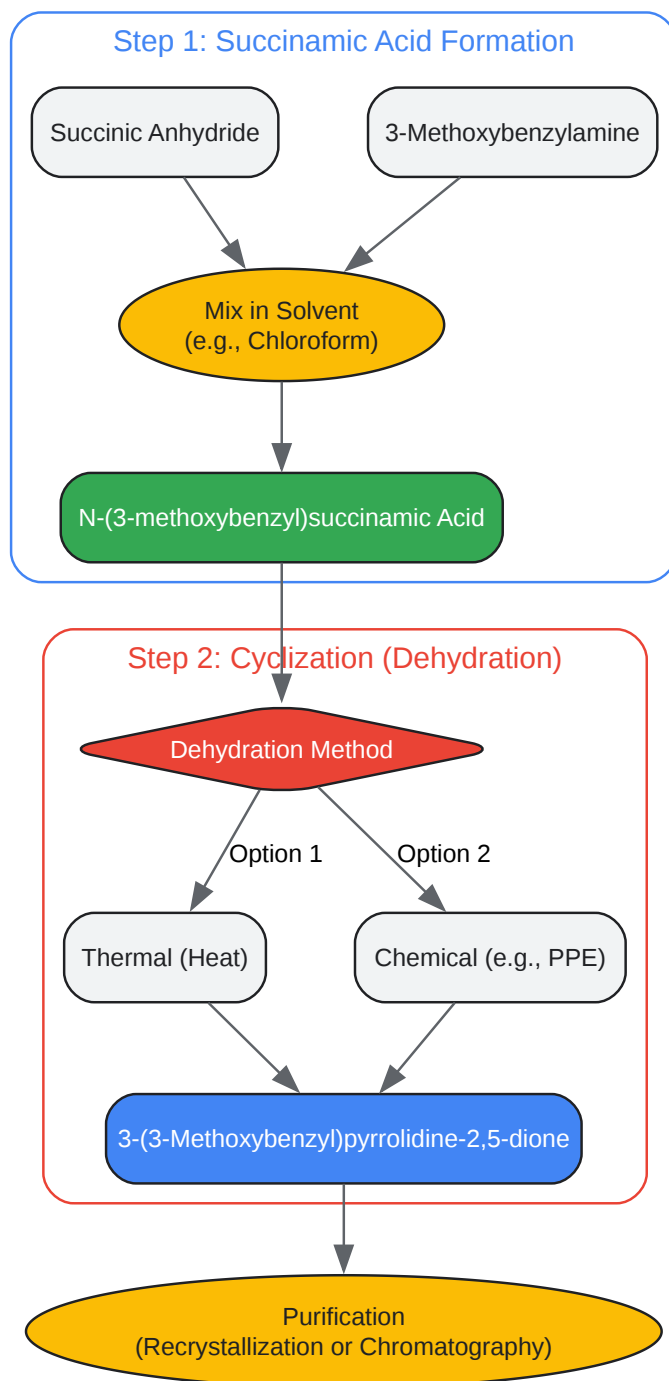 Step 1: Succinamic Acid Formation
Succinic Anhydride
3-Methoxybenzylamine
Mix in Solvent
(e.g., Chloroform)
N-(3-methoxybenzyl)succinamic Acid
Step 2: Cyclization (Dehydration)
Dehydration Method
Option 1
Option 2
Thermal (Heat)
Chemical (e.g., PPE)
3-(3-Methoxybenzyl)pyrrolidine-2,5-dione
Purification
(Recrystallization or Chromatography)